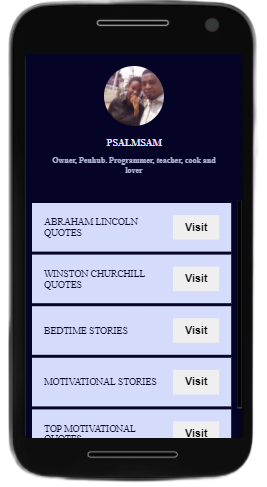 PSALMSAM
Owner, Penhub. Programmer, teacher, cook and
lover
ABRAHAM LINCOLN
QUOTES
Visit
WINSTON CHURCHILL
QUOTES
Visit
BEDTIME STORIES
Visit
MOTIVATIONAL STORIES
Visit
TOP MOTIVATIONAL
QUOTES
Visit